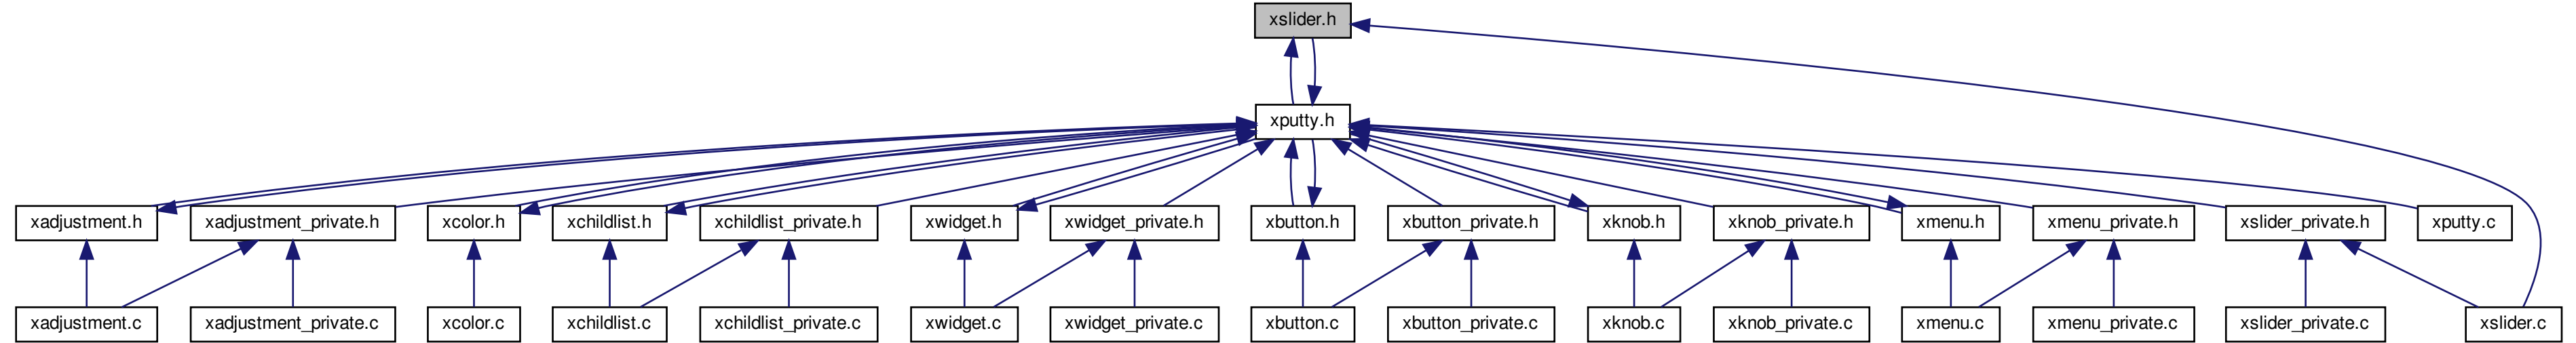 xslider.h
xputty.h
xadjustment.h
xadjustment_private.h
xcolor.h
xchildlist.h
xchildlist_private.h
xwidget.h
xwidget_private.h
xbutton.h
xbutton_private.h
xknob.h
xknob_private.h
xmenu.h
xmenu_private.h
xslider_private.h
xputty.c
xadjustment.c
xadjustment_private.c
xcolor.c
xchildlist.c
xchildlist_private.c
xwidget.c
xwidget_private.c
xbutton.c
xbutton_private.c
xknob.c
xknob_private.c
xmenu.c
xmenu_private.c
xslider_private.c
xslider.c